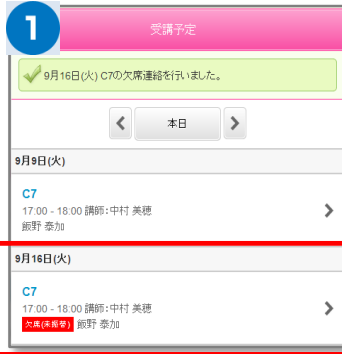 1
受講予定
9月16日(火) C7の欠席連絡を行いました。
本日
9月9日(火)
C7
17:00 - 18:00 講師:中村 美穂
飯野 泰加
9月16日(火)
C7
17:00 - 18:00 講師:中村 美穂
欠席(未振替) 飯野 泰加